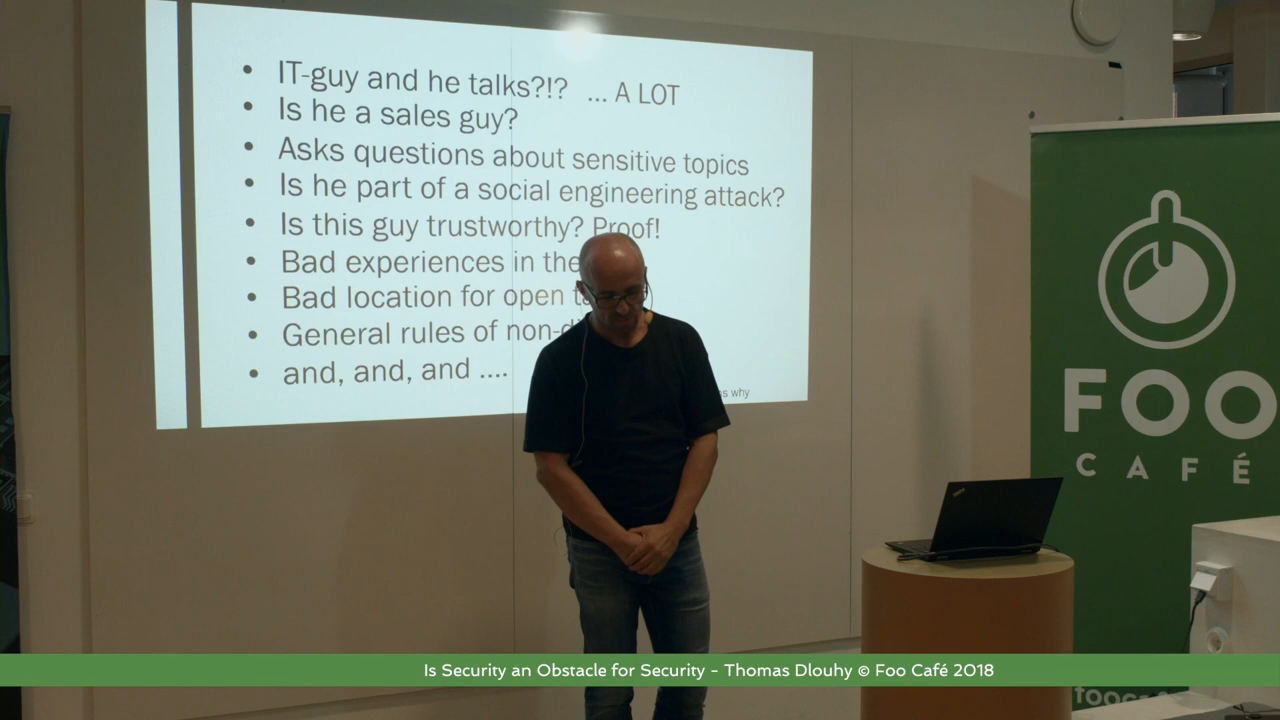 IT-guy and he talks?!? ... A LOT
Is he a sales guy?
Asks questions about sensitive topics
Is he part of a social engineering attack?
Is this guy trustworthy? Proof!
Bad experiences in the
Bad location for open
General rules of
and, and, and ....
why
FOO
CAFÉ
Is Security an Obstacle for Security - Thomas Dlouhy © Foo Café 2018